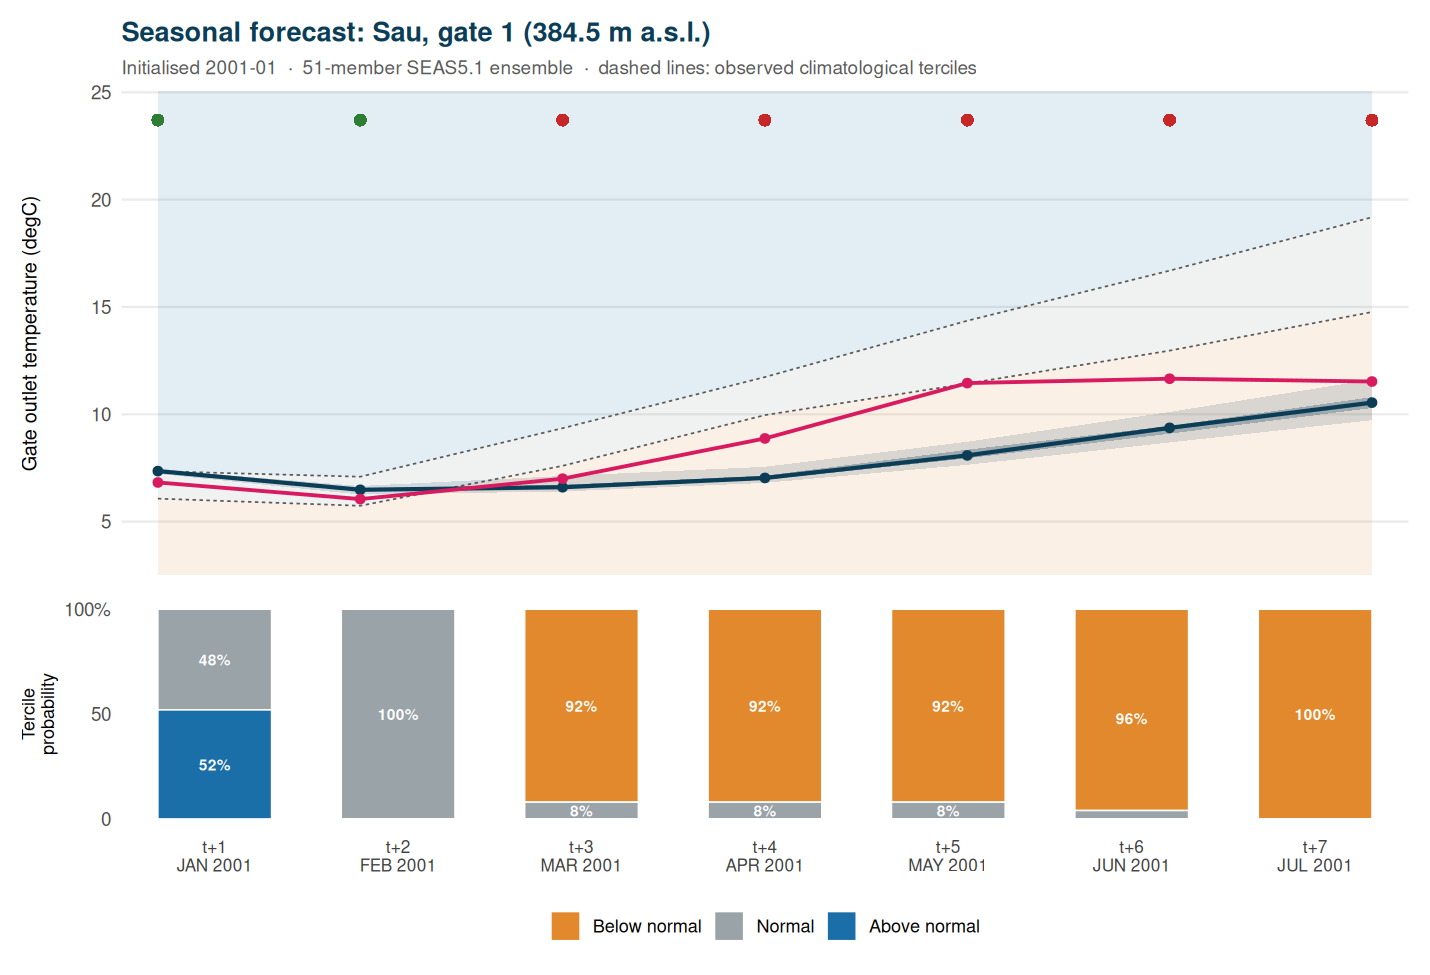 Seasonal forecast: Sau, gate 1 (384.5 m a.s.l.)
Initialised 2001-01 · 51-member SEAS5.1 ensemble · dashed lines: observed climatological terciles
Gate outlet temperature (degC)
25
20
15
10
5
Tercile
probability
100%
50
0
48%
52%
100%
92%
8%
92%
8%
92%
8%
96%
100%
t+1
JAN 2001
t+2
FEB 2001
t+3
MAR 2001
t+4
APR 2001
t+5
MAY 2001
t+6
JUN 2001
t+7
JUL 2001
Below normal
Normal
Above normal